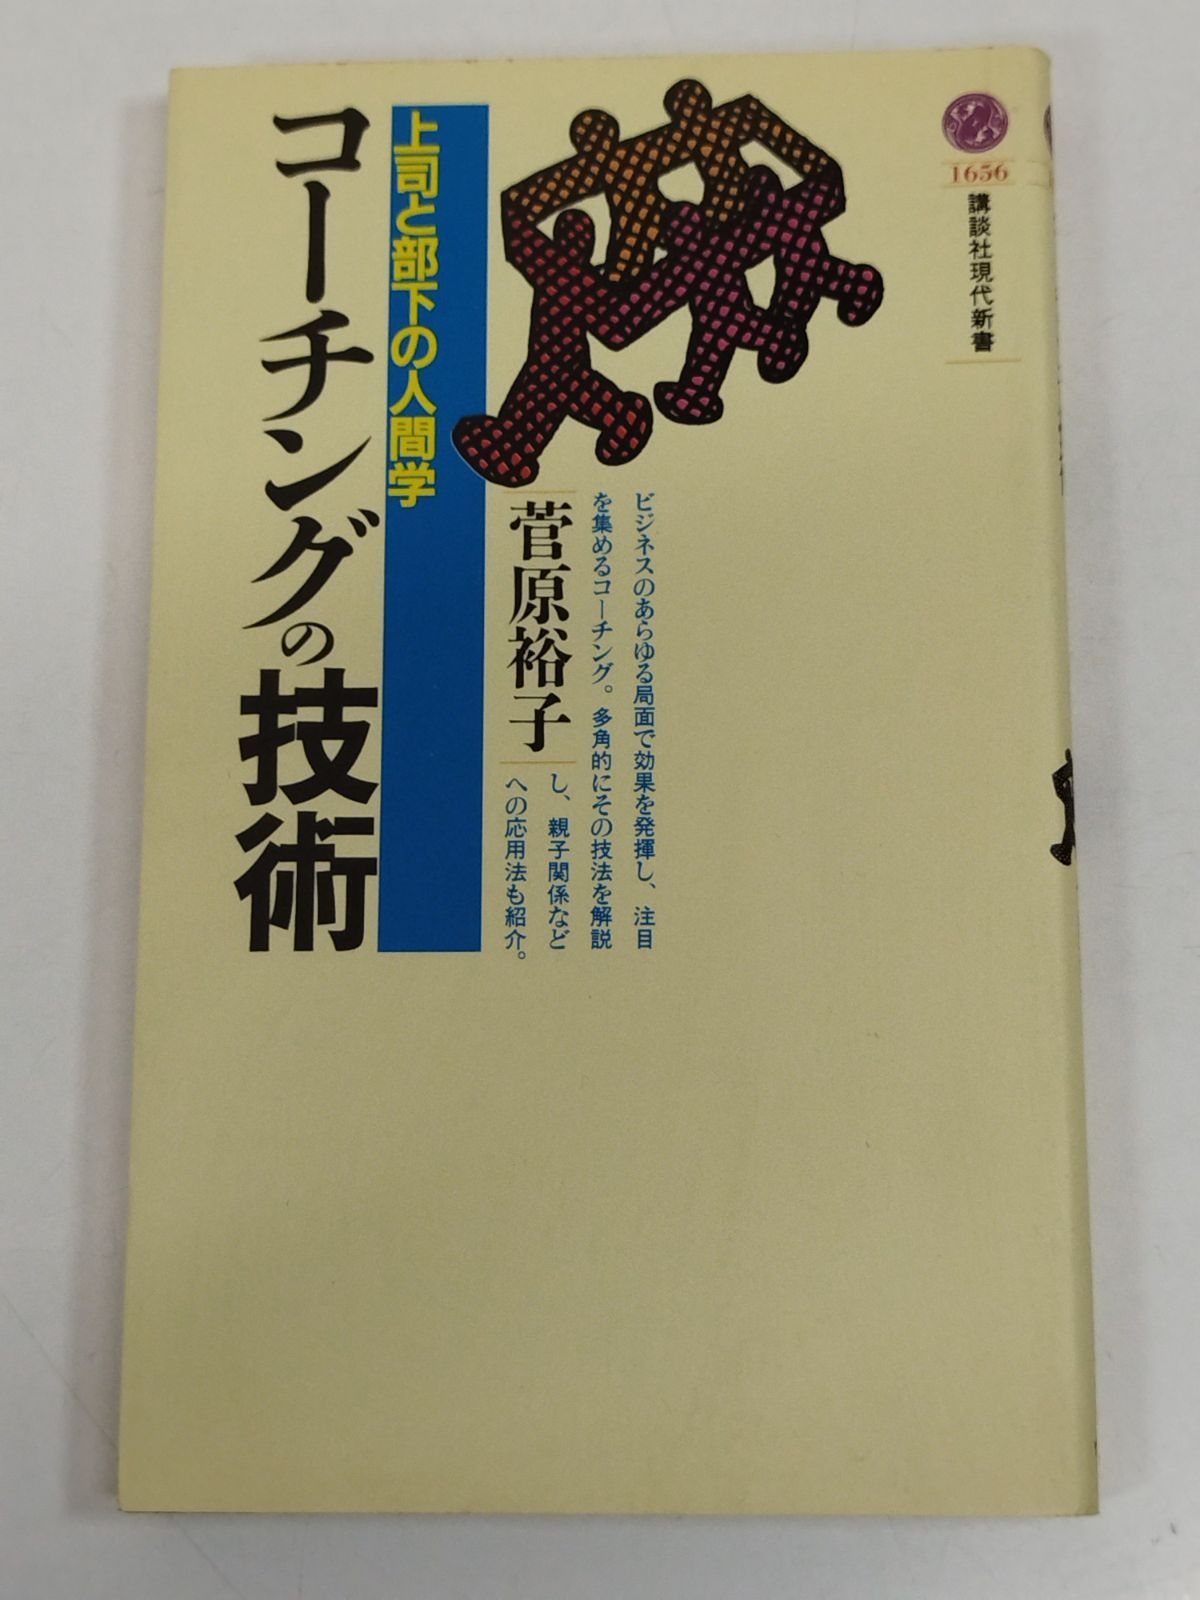 1656
講談社現代新書
コーチングの技術
上司と部下の人間学
菅原裕子
ビジネスのあらゆる局面で効果を発揮し、注目
を集めるコーチング。多角的にその技法を解説
し、親子関係など
への応用法も紹介。